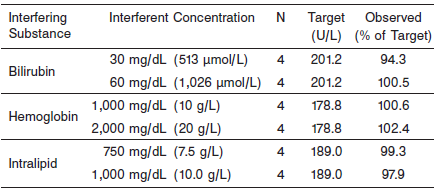 Interfering Substance Interferent Concentration N Target (U/L) Observed (% of Target)
Bilirubin 30 mg/dL (513 µmol/L) 4 201.2 94.3
60 mg/dL (1,026 µmol/L) 4 201.2 100.5
Hemoglobin 1,000 mg/dL (10 g/L) 4 178.8 100.6
2,000 mg/dL (20 g/L) 4 178.8 102.4
Intralipid 750 mg/dL (7.5 g/L) 4 189.0 99.3
1,000 mg/dL (10.0 g/L) 4 189.0 97.9